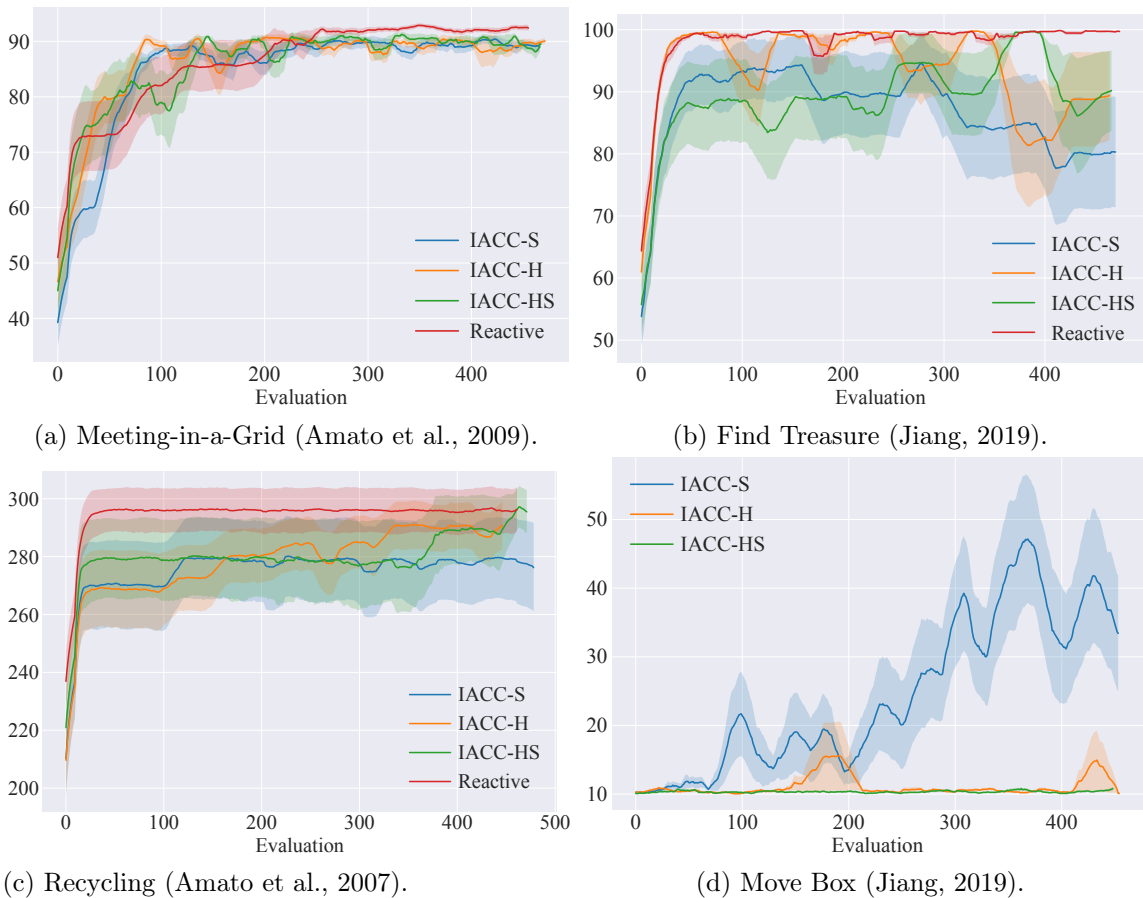 90
80
70
60
50
40
0
100
200
300
400
Evaluation
IACC-S
IACC-H
IACC-HS
Reactive
(a) Meeting-in-a-Grid (Amato et al., 2009).
100
90
80
70
60
50
0
100
200
300
400
Evaluation
IACC-S
IACC-H
IACC-HS
Reactive
(b) Find Treasure (Jiang, 2019).
300
280
260
240
220
200
0
100
200
300
400
500
Evaluation
IACC-S
IACC-H
IACC-HS
Reactive
(c) Recycling (Amato et al., 2007).
50
40
30
20
10
0
100
200
300
400
Evaluation
IACC-S
IACC-H
IACC-HS
(d) Move Box (Jiang, 2019).